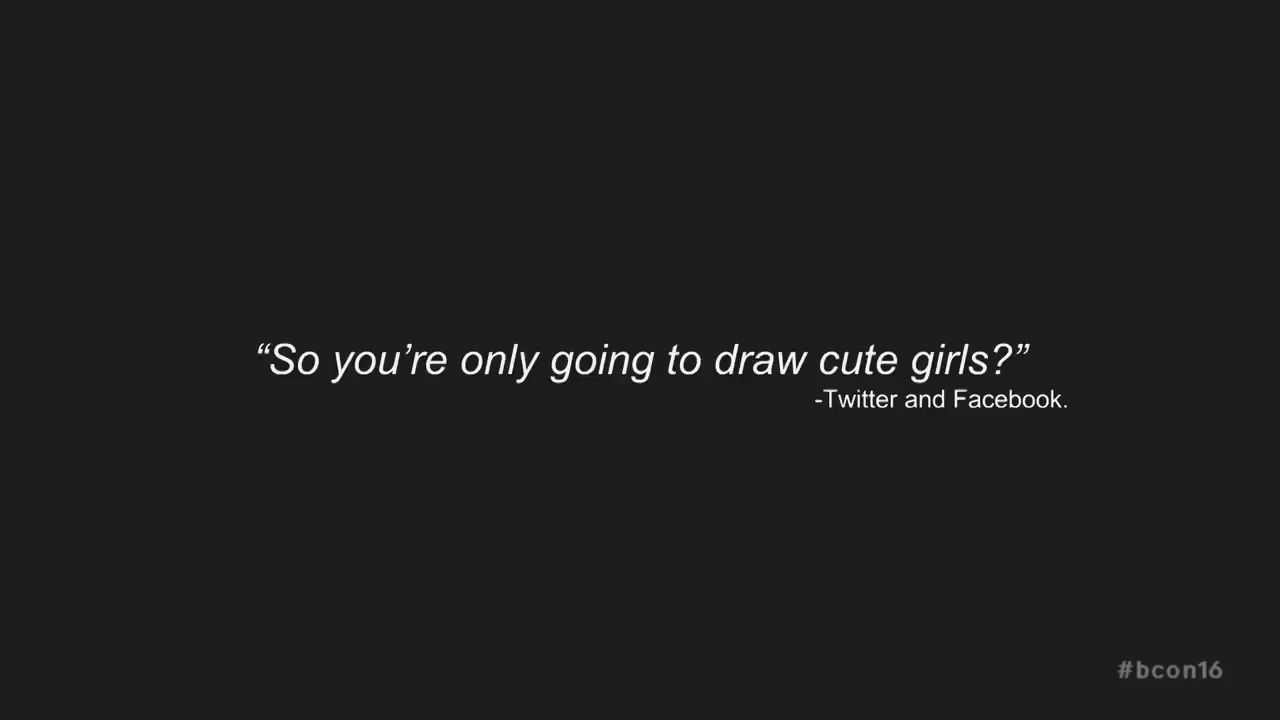 “So you’re only going to draw cute girls?”
-Twitter and Facebook.
#bcon16